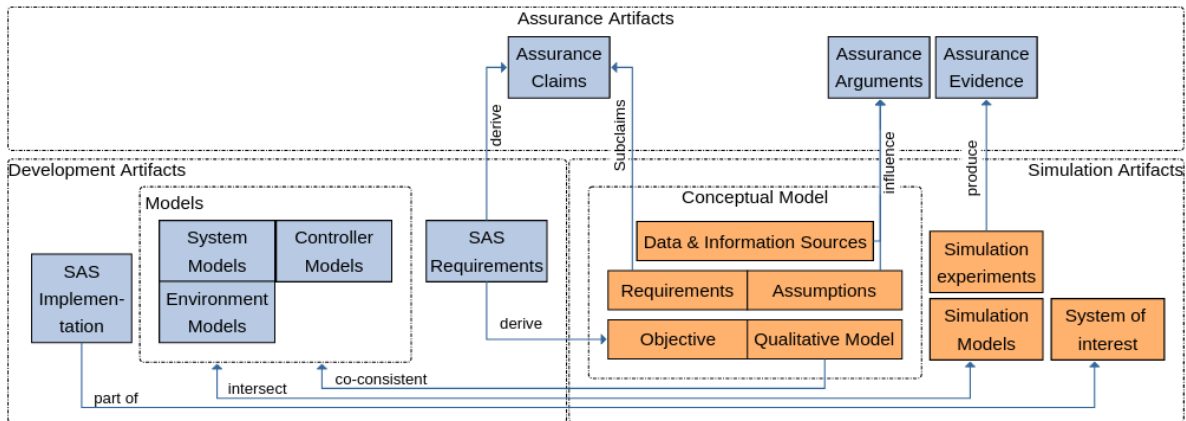 Assurance Artifacts
Assurance
Claims
Assurance
Arguments
Assurance
Evidence
derive
Subclaims
influence
produce
Development Artifacts
Simulation Artifacts
Models
System
Models
Controller
Models
Environment
Models
SAS
Implemen-
tation
SAS
Requirements
Conceptual Model
Data & Information Sources
Requirements
Assumptions
Objective
Qualitative Model
Simulation
experiments
Simulation
Models
System of
interest
derive
co-consistent
intersect
part of